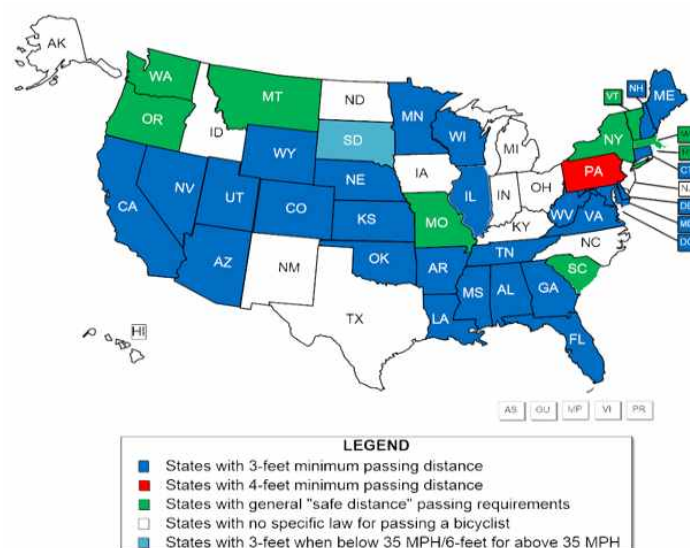 AK
WA
MT
ND
MN
VT
NH
ME
OR
ID
SD
WI
MI
NY
WY
IA
PA
CT
NE
IL
IN
OH
NV
UT
CO
KS
MO
KY
WV
VA
DE
CA
DC
AZ
NM
OK
AR
TN
NC
SC
TX
LA
MS
AL
GA
FL
HI
AS GU MP VI PR
LEGEND
States with 3-feet minimum passing distance
States with 4-feet minimum passing distance
States with general "safe distance" passing requirements
States with no specific law for passing a bicyclist
States with 3-feet when below 35 MPH/6-feet for above 35 MPH